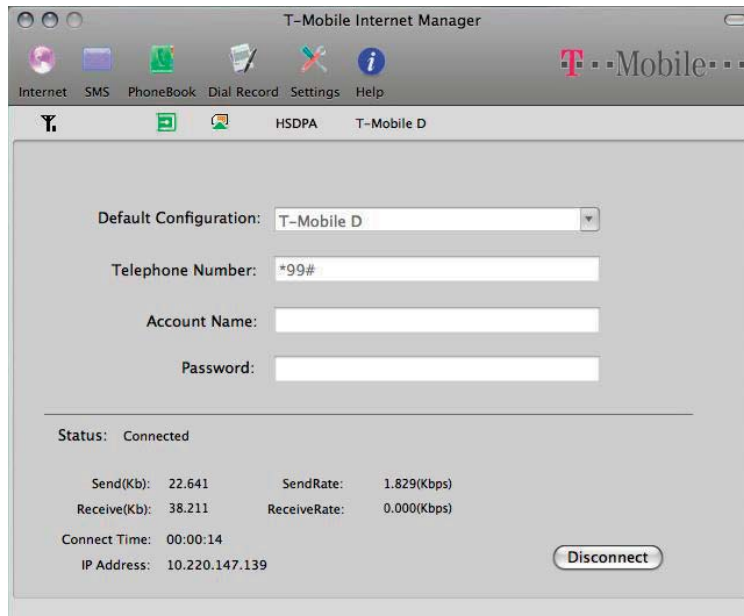 T-Mobile Internet Manager
Internet SMS PhoneBook Dial Record Settings Help
T··Mobile···
HSDPA T-Mobile D
Default Configuration: T-Mobile D
Telephone Number: *99#
Account Name:
Password:
Status: Connected
Send(Kb): 22.641 SendRate: 1.829(Kbps)
Receive(Kb): 38.211 ReceiveRate: 0.000(Kbps)
Connect Time: 00:00:14
IP Address: 10.220.147.139
Disconnect